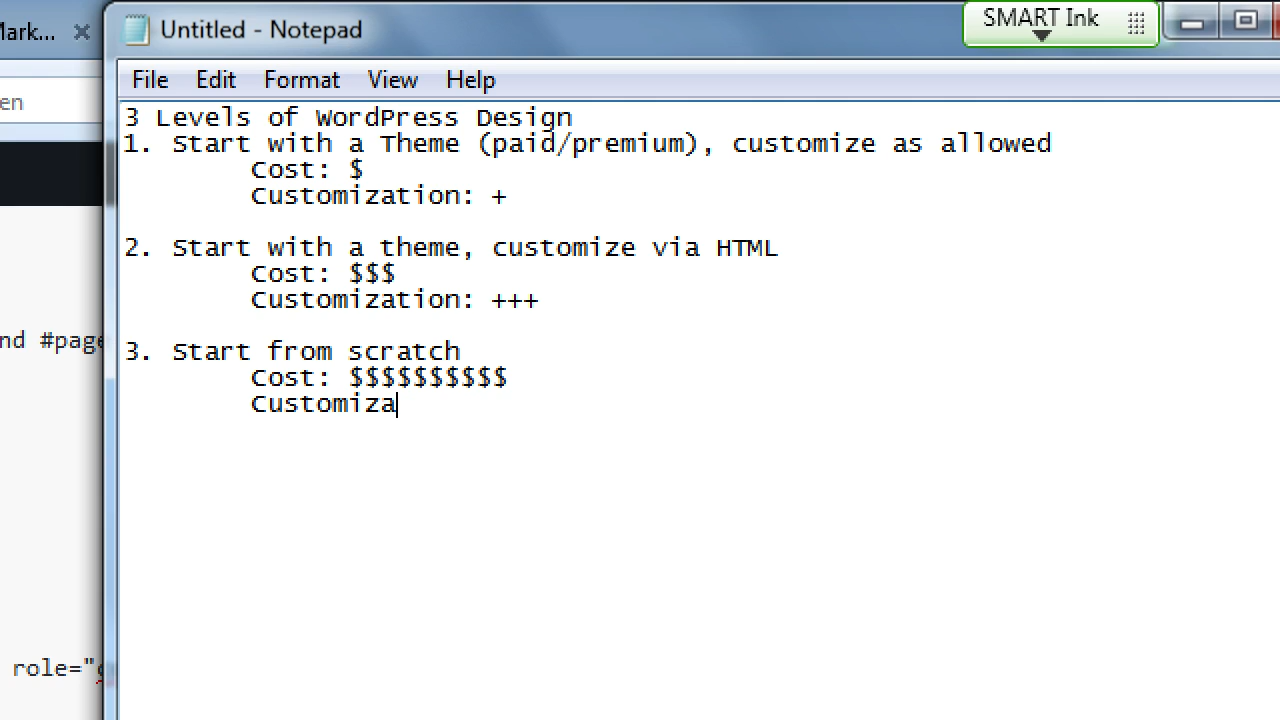 Mark...
Untitled - Notepad
SMART Ink
en
File Edit Format View Help
3 Levels of WordPress Design
1. Start with a Theme (paid/premium), customize as allowed
Cost: $
Customization: +
2. Start with a theme, customize via HTML
Cost: $$$
Customization: +++
nd #page
3. Start from scratch
Cost: $$$$$$$$$$
Customiza
role="